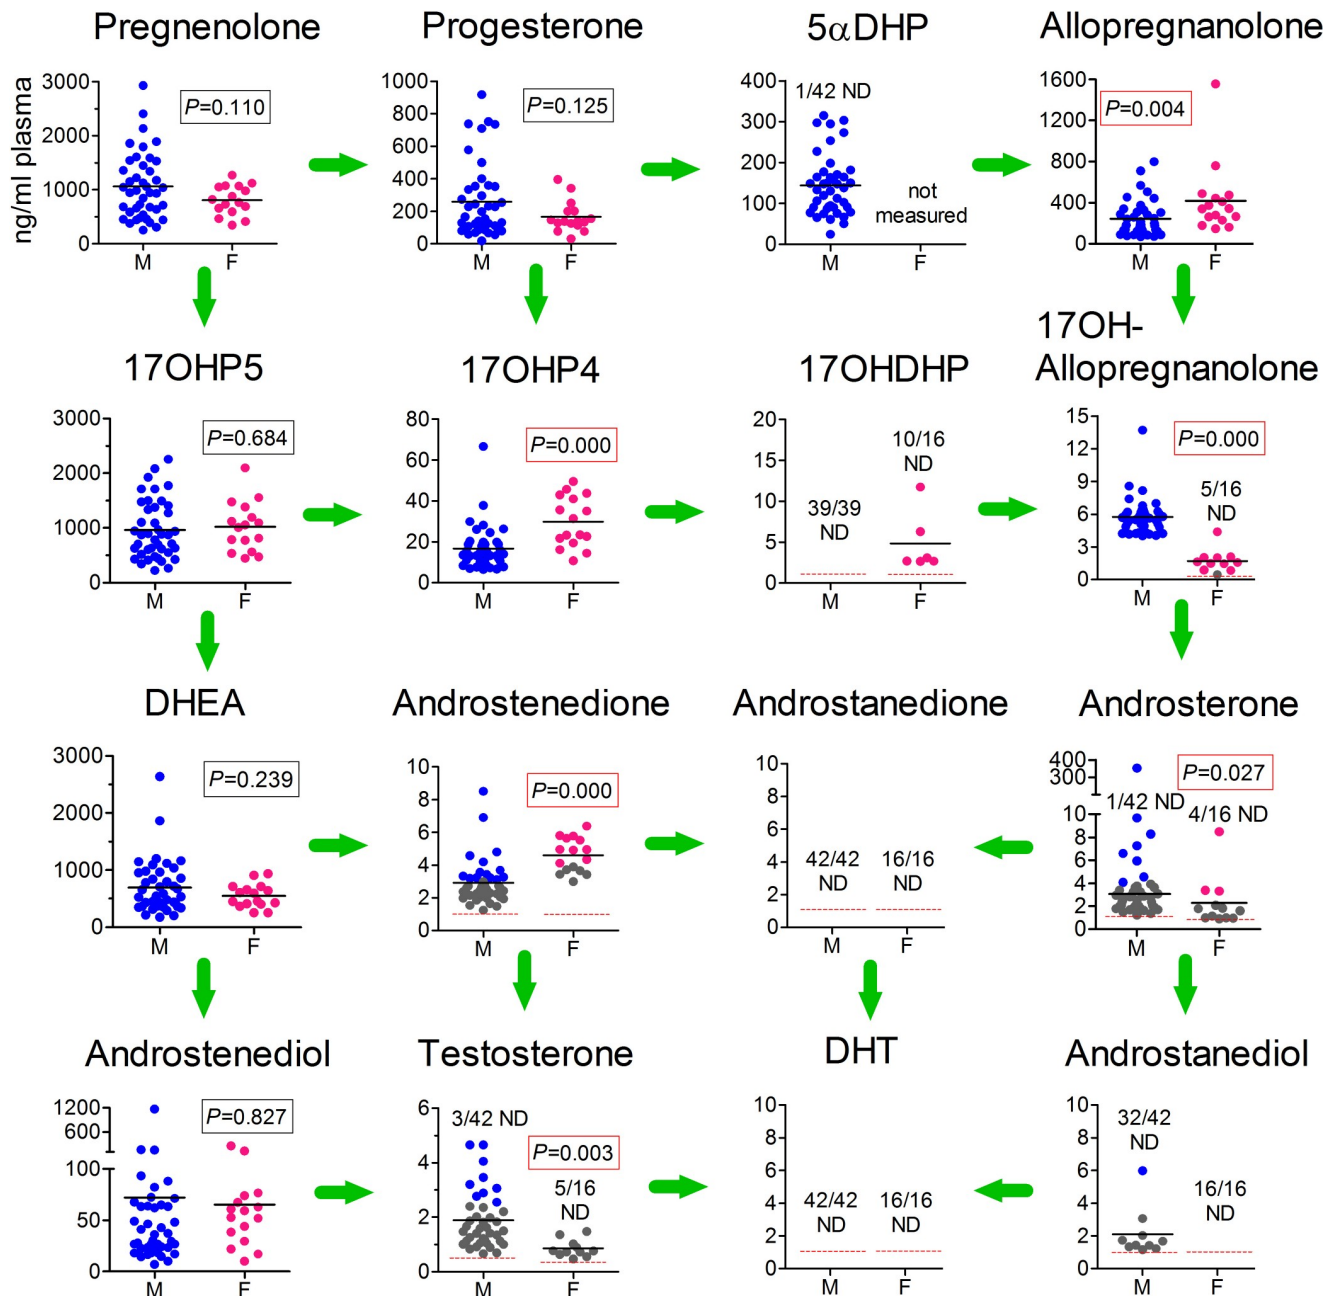 Pregnenolone
Progesterone
5αDHP
Allopregnanolone
ng/ml plasma
3000
2000
1000
0
P=0.110
M
F
1000
800
600
400
200
0
P=0.125
M
F
400
300
200
100
0
1/42 ND
not
measured
M
F
1600
1200
800
400
0
P=0.004
M
F
17OHP5
17OHP4
17OHDHP
17OH-
Allopregnanolone
3000
2000
1000
0
P=0.684
M
F
80
60
40
20
0
P=0.000
M
F
20
15
10
5
0
39/39
ND
10/16
ND
M
F
15
12
9
6
3
0
P=0.000
5/16
ND
M
F
DHEA
Androstenedione
Androstanedione
Androsterone
3000
2000
1000
0
P=0.239
M
F
10
8
6
4
2
0
P=0.000
M
F
10
8
6
4
2
0
42/42
ND
16/16
ND
M
F
400
300
10
8
6
4
2
0
P=0.027
1/42 ND
4/16 ND
M
F
Androstenediol
Testosterone
DHT
Androstanediol
1200
600
100
50
0
P=0.827
M
F
6
4
2
0
3/42 ND
P=0.003
5/16
ND
M
F
10
8
6
4
2
0
42/42
ND
16/16
ND
M
F
10
8
6
4
2
0
32/42
ND
16/16
ND
M
F